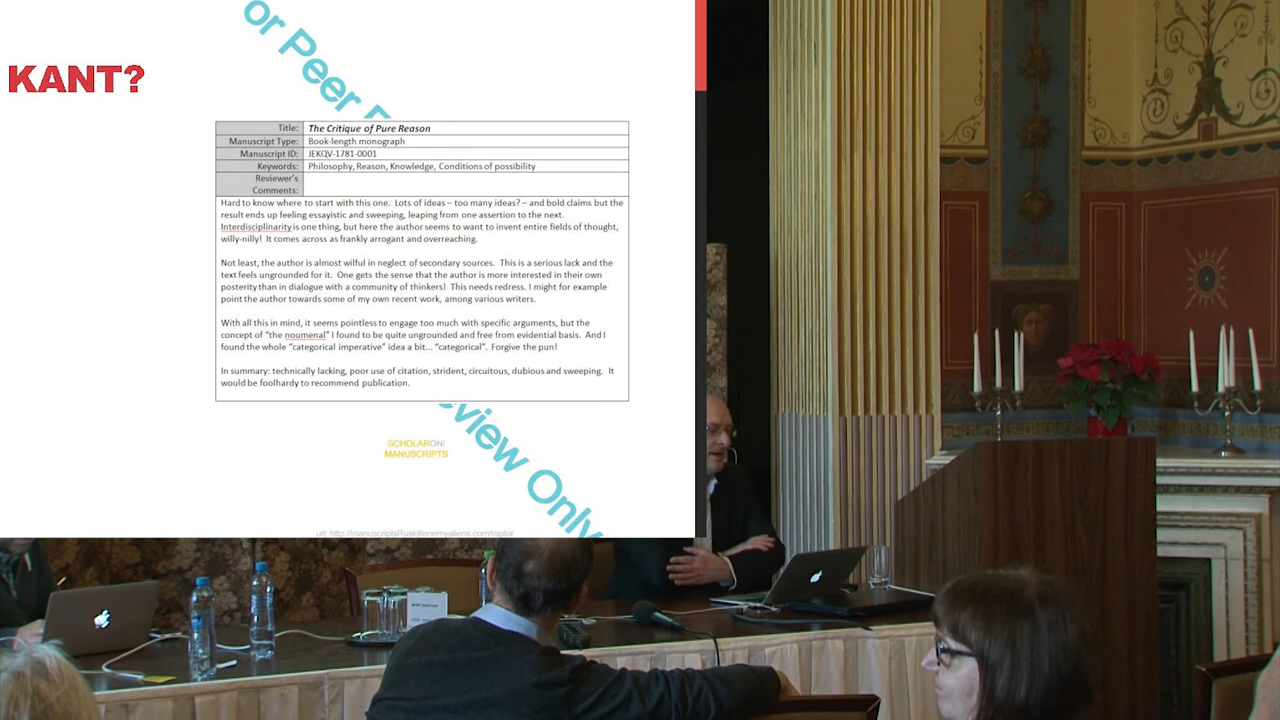 or Peer
KANT?
Title: The Critique of Pure Reason
Manuscript Type: Book-length monograph
Manuscript ID: JEKQV-1781-0001
Keywords: Philosophy, Reason, Knowledge, Conditions of possibility
Reviewer's
Comments:
Hard to know where to start with this one. Lots of ideas – too many ideas? – and bold claims but the
result ends up feeling essayistic and sweeping, leaping from one assertion to the next.
Interdisciplinarity is one thing, but here the author seems to want to invent entire fields of thought,
willy-nilly! It comes across as frankly arrogant and overreaching.
Not least, the author is almost wilful in neglect of secondary sources. This is a serious lack and the
text feels ungrounded for it. One gets the sense that the author is more interested in their own
posterity than in dialogue with a community of thinkers! This needs redress. I might for example
point the author towards some of my own recent work, among various writers.
With all this in mind, it seems pointless to engage too much with specific arguments, but the
concept of "the noumenal" I found to be quite ungrounded and free from evidential basis. And I
found the whole "categorical imperative" idea a bit... "categorical". Forgive the pun!
In summary: technically lacking, poor use of citation, strident, circuitous, dubious and sweeping. It
would be foolhardy to recommend publication.
view Only
SCHOLARON!
MANUSCRIPTS
url: http://manuscriptsRuskillenemyaliens.com/raptor